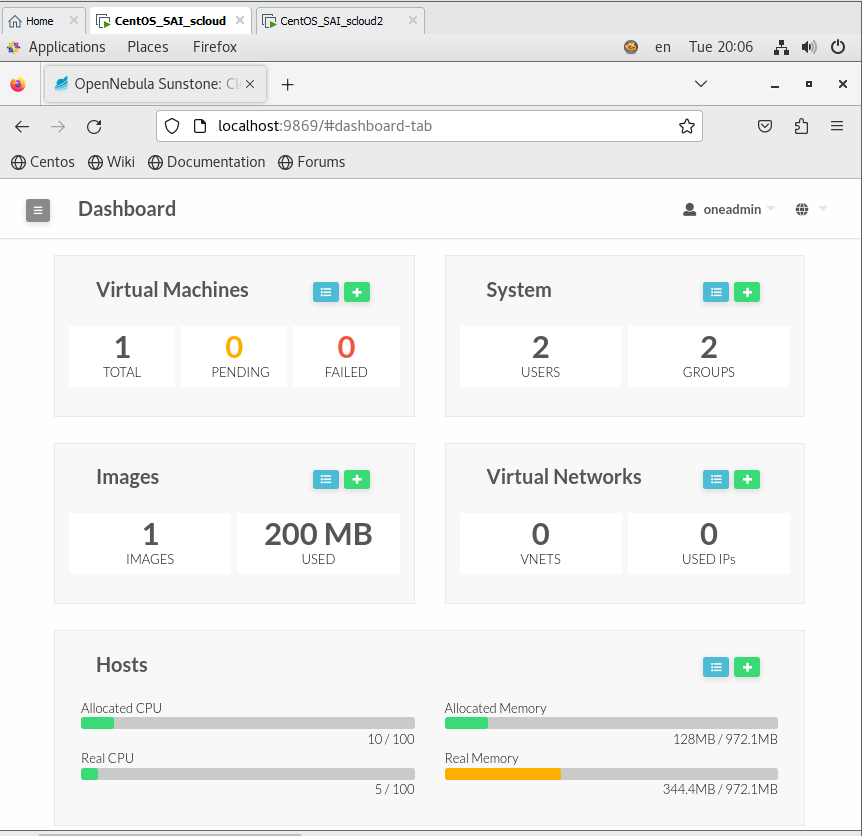 Home CentOS_SAI_scloud CentOS_SAI_scloud2
Applications Places Firefox en Tue 20:06
OpenNebula Sunstone: Cl
localhost:9869/#dashboard-tab
Centos Wiki Documentation Forums
Dashboard oneadmin
Virtual Machines
1 0 0
TOTAL PENDING FAILED
System
2 2
USERS GROUPS
Images
1 200 MB
IMAGES USED
Virtual Networks
0 0
VNETS USED IPs
Hosts
Allocated CPU
10 / 100
Real CPU
5 / 100
Allocated Memory
128MB / 972.1MB
Real Memory
344.4MB / 972.1MB